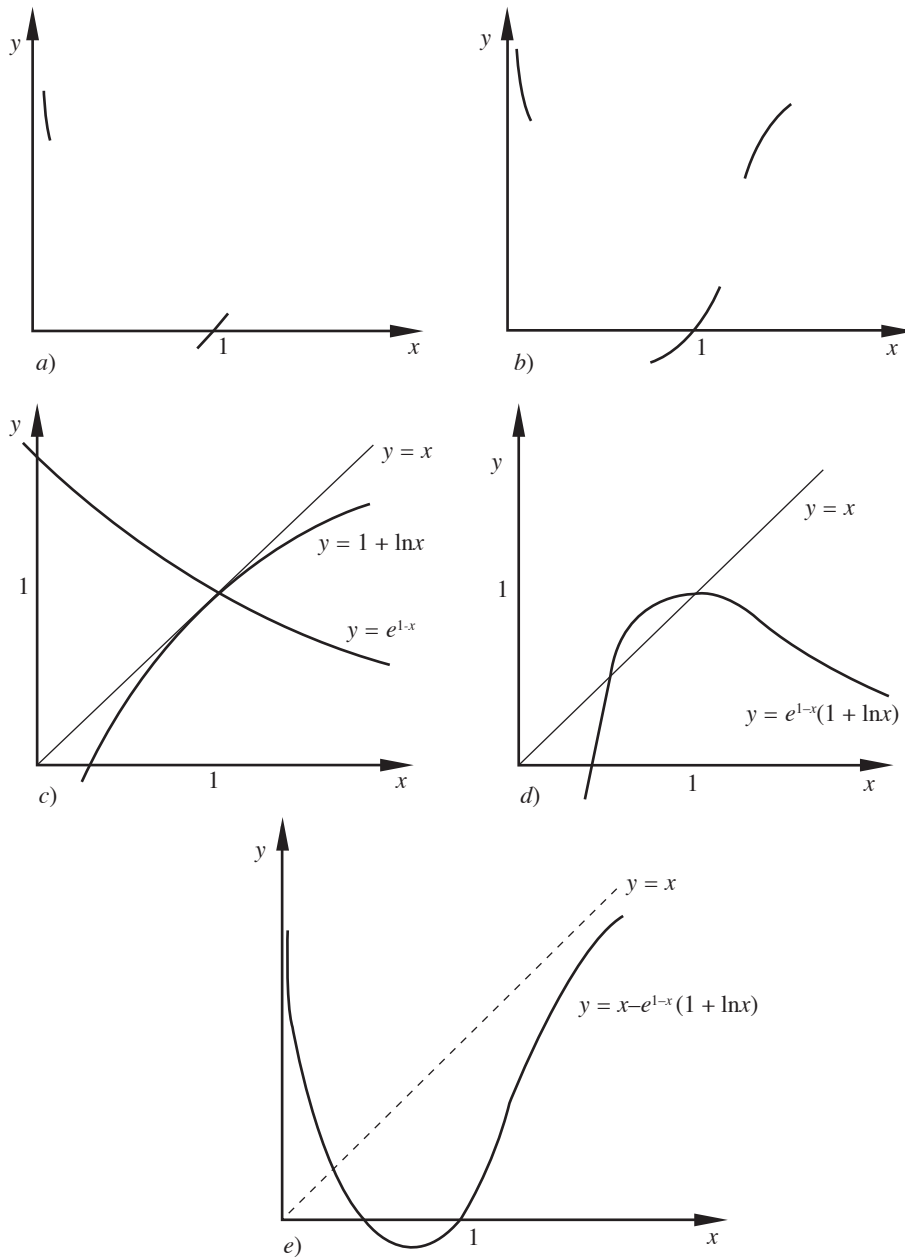 y
1
x
a)
y
1
x
b)
y
y = x
y = 1 + lnx
1
y = e^{1-x}
1
x
c)
y
y = x
1
y = e^{1–x}(1 + lnx)
1
x
d)
y
y = x
y = x–e^{1–x} (1 + lnx)
1
x
e)